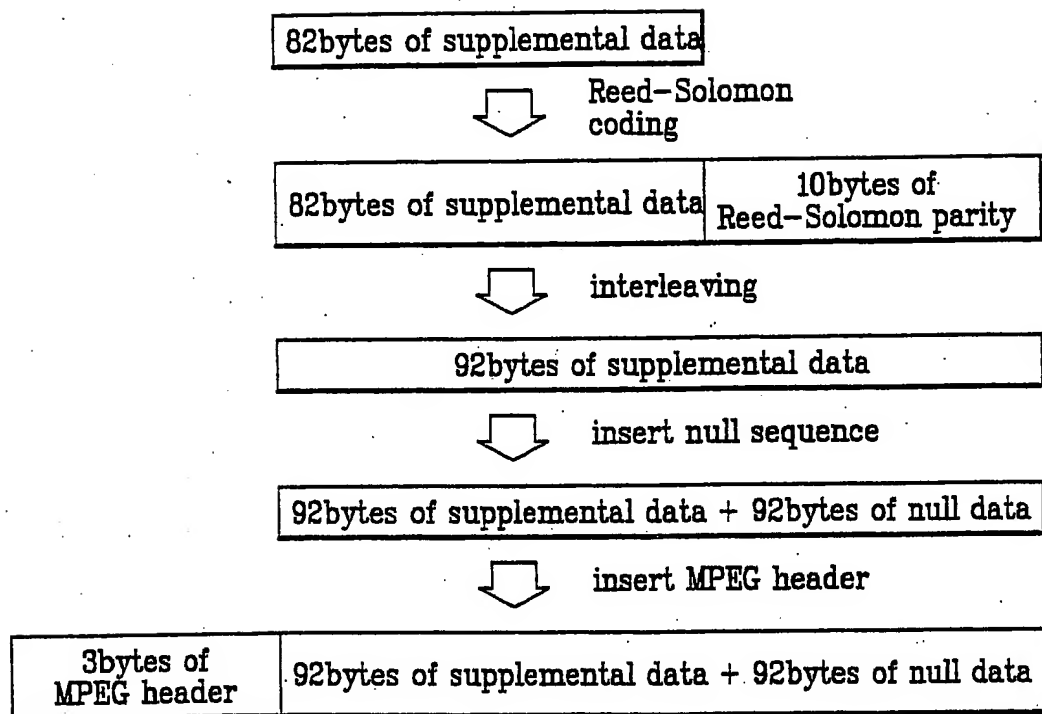 82bytes of supplemental data
Reed-Solomon
coding
82bytes of supplemental data
10bytes of
Reed-Solomon parity
interleaving
92bytes of supplemental data
insert null sequence
92bytes of supplemental data + 92bytes of null data
insert MPEG header
3bytes of
MPEG header
92bytes of supplemental data + 92bytes of null data